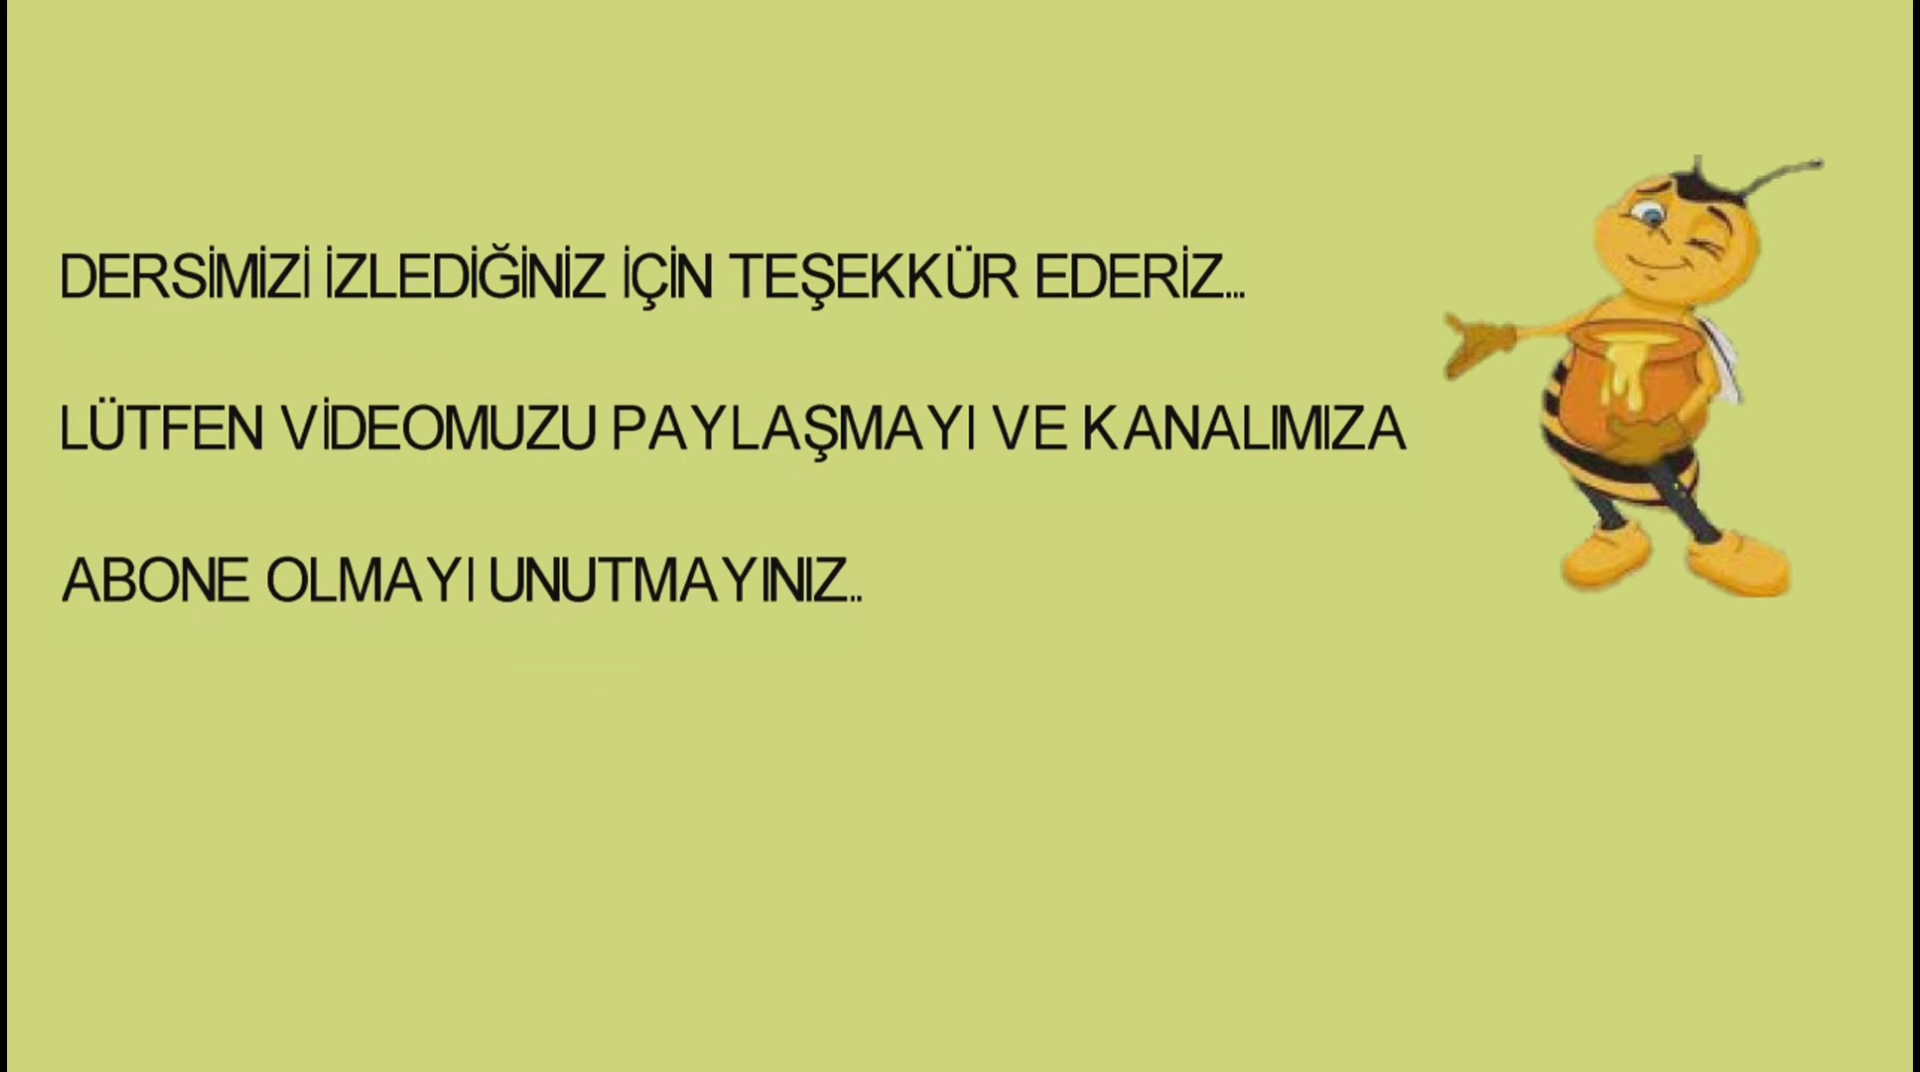 DERSİMİZİ İZLEDİĞİNİZ İÇİN TEŞEKKÜR EDERİZ...
LÜTFEN VİDEOMUZU PAYLAŞMAYI VE KANALIMIZA
ABONE OLMAYI UNUTMAYINIZ..